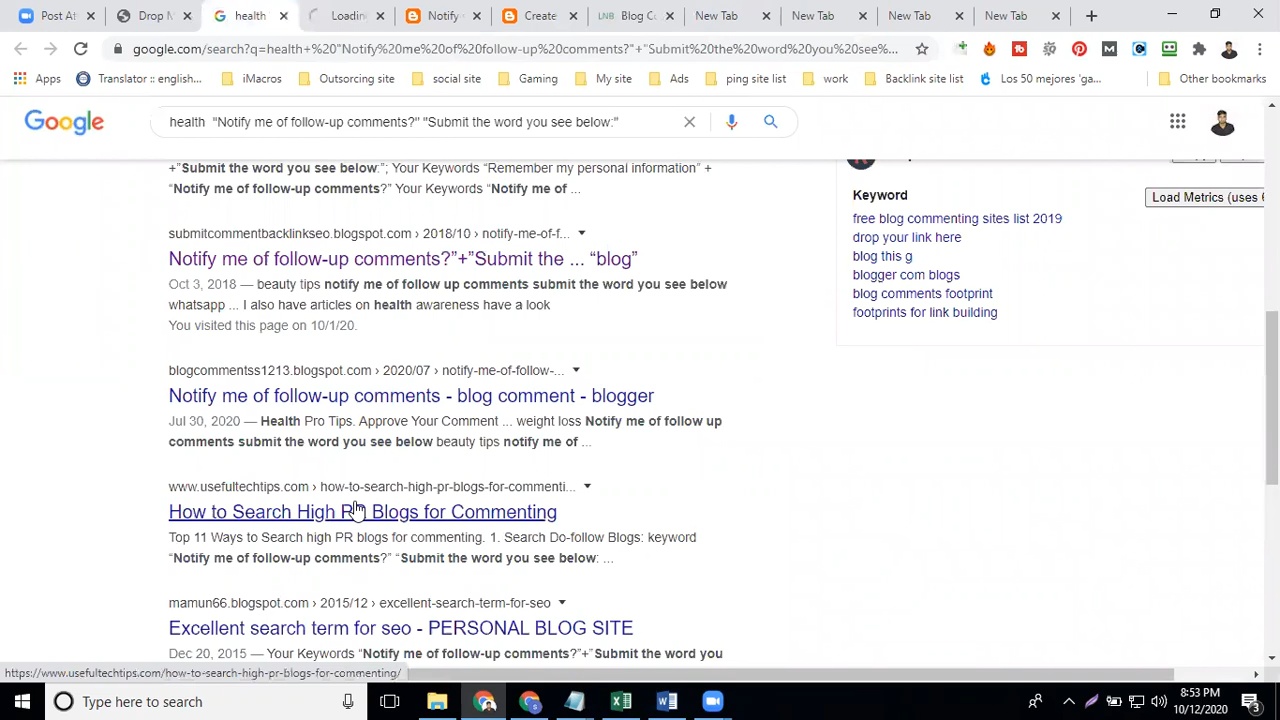 Post At
Drop M
health
Loading
Notify
Create
LNB Blog Co
New Tab
New Tab
New Tab
New Tab
google.com/search?q=health+%20"Notify%20me%20of%20follow-up%20comments?"+"Submit%20the%20word%20you%20see%...
Apps
Translator :: english...
iMacros
Outsorcing site
social site
Gaming
My site
Ads
ping site list
work
Backlink site list
Los 50 mejores 'ga...
Other bookmarks
Google
health "Notify me of follow-up comments?" "Submit the word you see below:"
+"Submit the word you see below:"; Your Keywords "Remember my personal information" +
"Notify me of follow-up comments?" Your Keywords "Notify me of ...
submitcommentbacklinkseo.blogspot.com › 2018/10 › notify-me-of-f...
Notify me of follow-up comments?"+"Submit the ... "blog"
Oct 3, 2018 — beauty tips notify me of follow up comments submit the word you see below
whatsapp ... I also have articles on health awareness have a look
You visited this page on 10/1/20.
blogcommentss1213.blogspot.com › 2020/07 › notify-me-of-follow-...
Notify me of follow-up comments - blog comment - blogger
Jul 30, 2020 — Health Pro Tips. Approve Your Comment ... weight loss Notify me of follow up
comments submit the word you see below beauty tips notify me of ...
www.usefultechtips.com › how-to-search-high-pr-blogs-for-commenti...
How to Search High PR Blogs for Commenting
Top 11 Ways to Search high PR blogs for commenting. 1. Search Do-follow Blogs: keyword
"Notify me of follow-up comments?" "Submit the word you see below: ...
mamun66.blogspot.com › 2015/12 › excellent-search-term-for-seo
Excellent search term for seo - PERSONAL BLOG SITE
Dec 20, 2015 — Your Keywords "Notify me of follow-up comments?"+"Submit the word you
Keyword
Load Metrics (uses 6
free blog commenting sites list 2019
drop your link here
blog this g
blogger com blogs
blog comments footprint
footprints for link building
https://www.usefultechtips.com/how-to-search-high-pr-blogs-for-commenting/
Type here to search
8:53 PM
10/12/2020
3